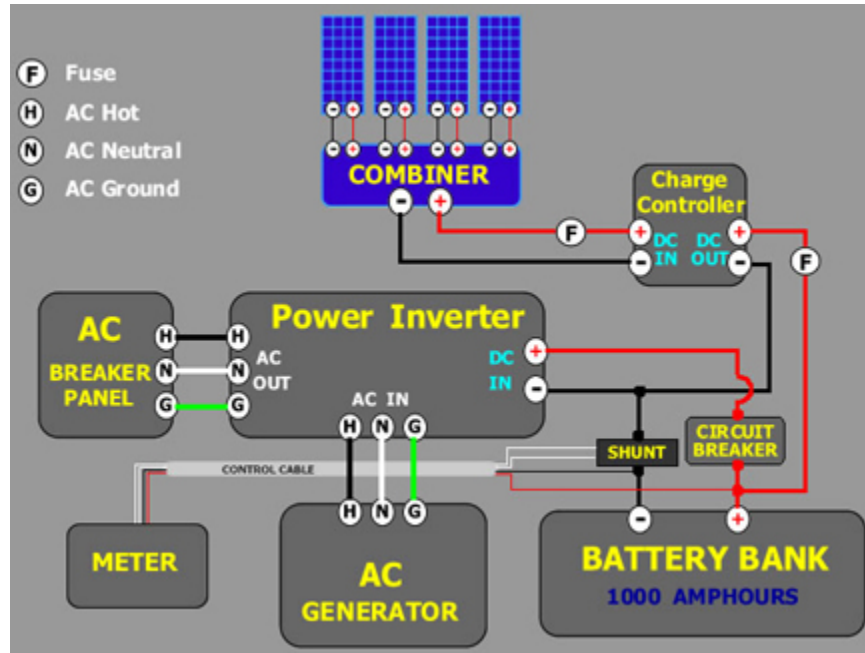 F Fuse
H AC Hot
N AC Neutral
G AC Ground
- + - + - + - +
- + - + - + - +
COMBINER
- +
F
Charge
Controller
+ DC DC +
- IN OUT -
F
AC
BREAKER
PANEL
H H
N N
G G
Power Inverter
AC
OUT
DC +
IN -
AC IN
H N G
CONTROL CABLE
SHUNT
CIRCUIT
BREAKER
METER
H N G
AC
GENERATOR
- +
BATTERY BANK
1000 AMPHOURS